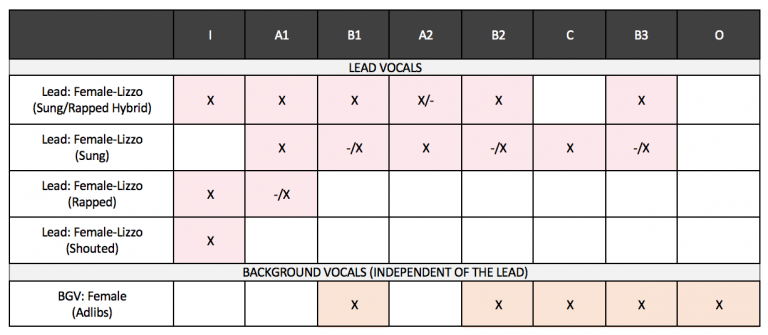 I A1 B1 A2 B2 C B3 O
LEAD VOCALS
Lead: Female-Lizzo
(Sung/Rapped Hybrid) X X X X/- X X
Lead: Female-Lizzo
(Sung) X -/X X -/X X -/X
Lead: Female-Lizzo
(Rapped) X -/X
Lead: Female-Lizzo
(Shouted) X
BACKGROUND VOCALS (INDEPENDENT OF THE LEAD)
BGV: Female
(Adlibs) X X X X X